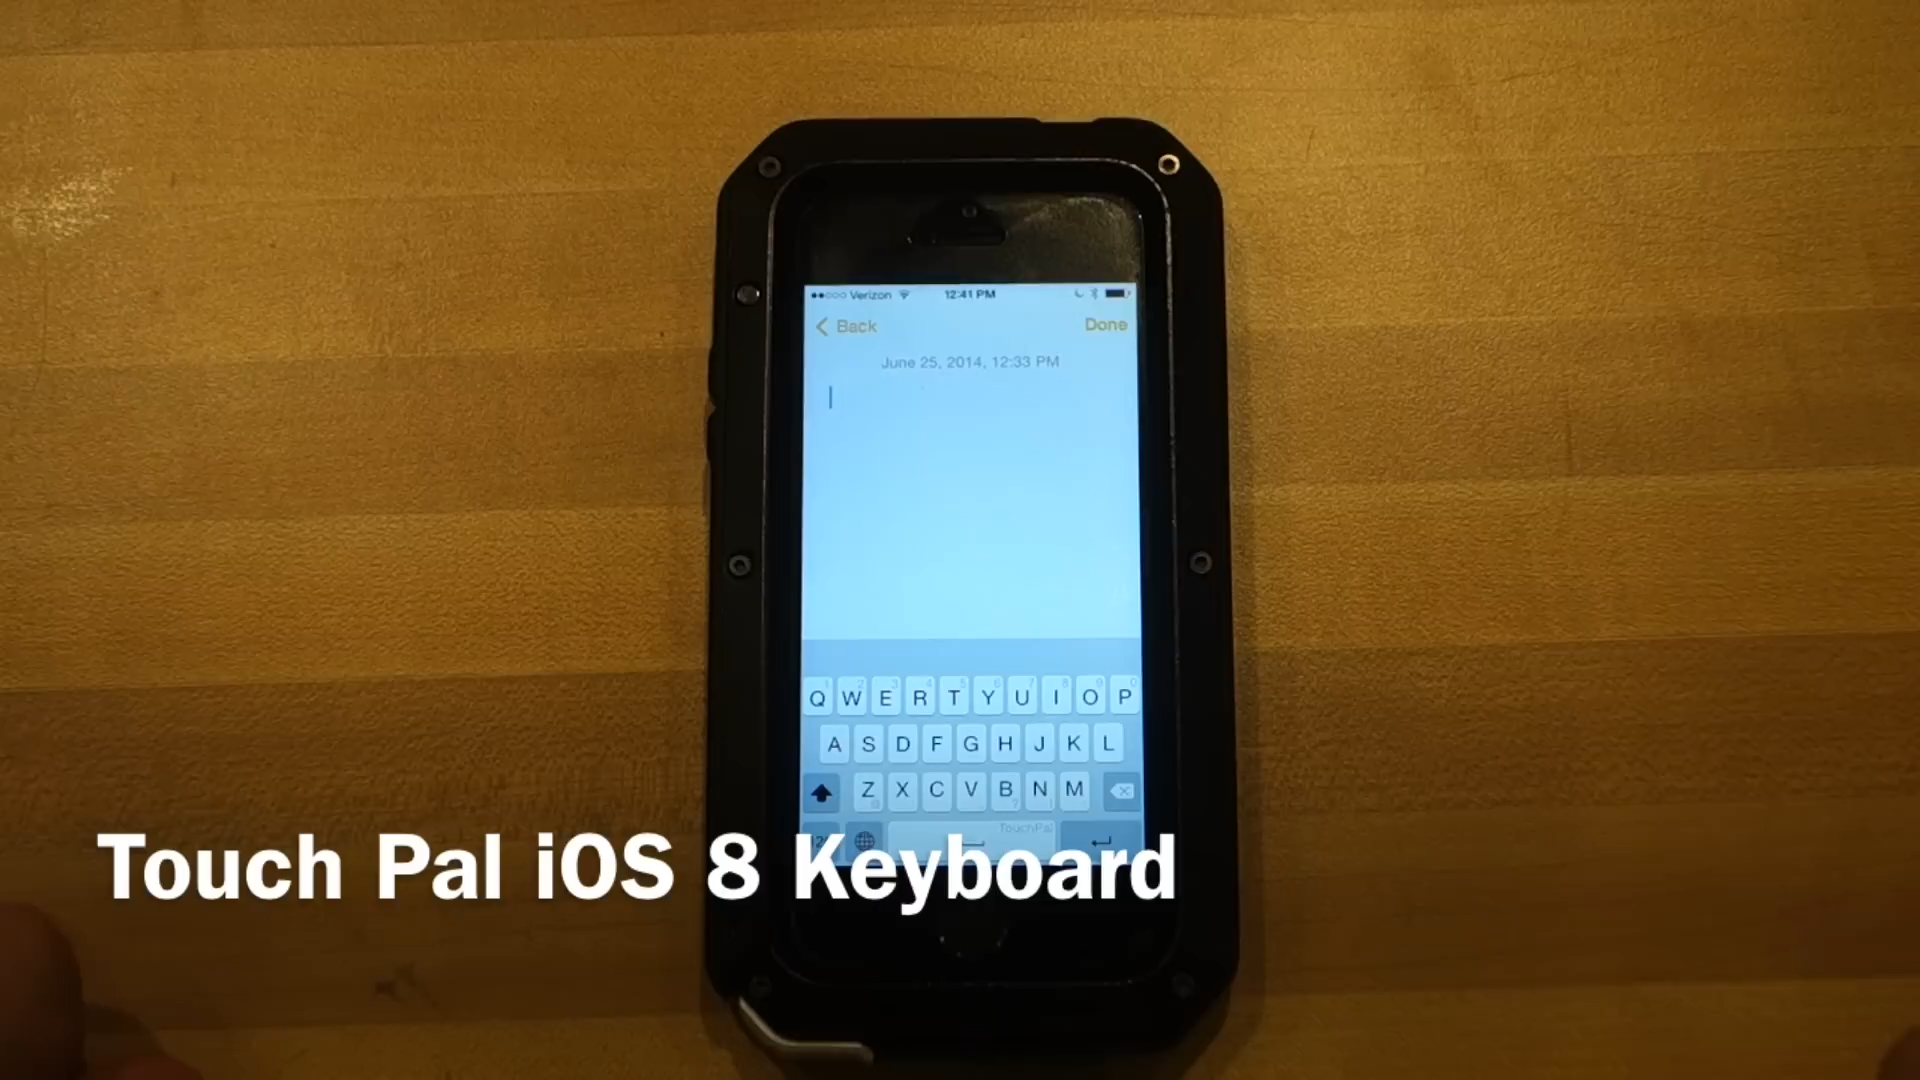 Verizon 12:41 PM
Back Done
June 25, 2014, 12:33 PM
Q W E R T Y U I O P
A S D F G H J K L
Z X C V B N M
TouchPal
Touch Pal iOS 8 Keyboard